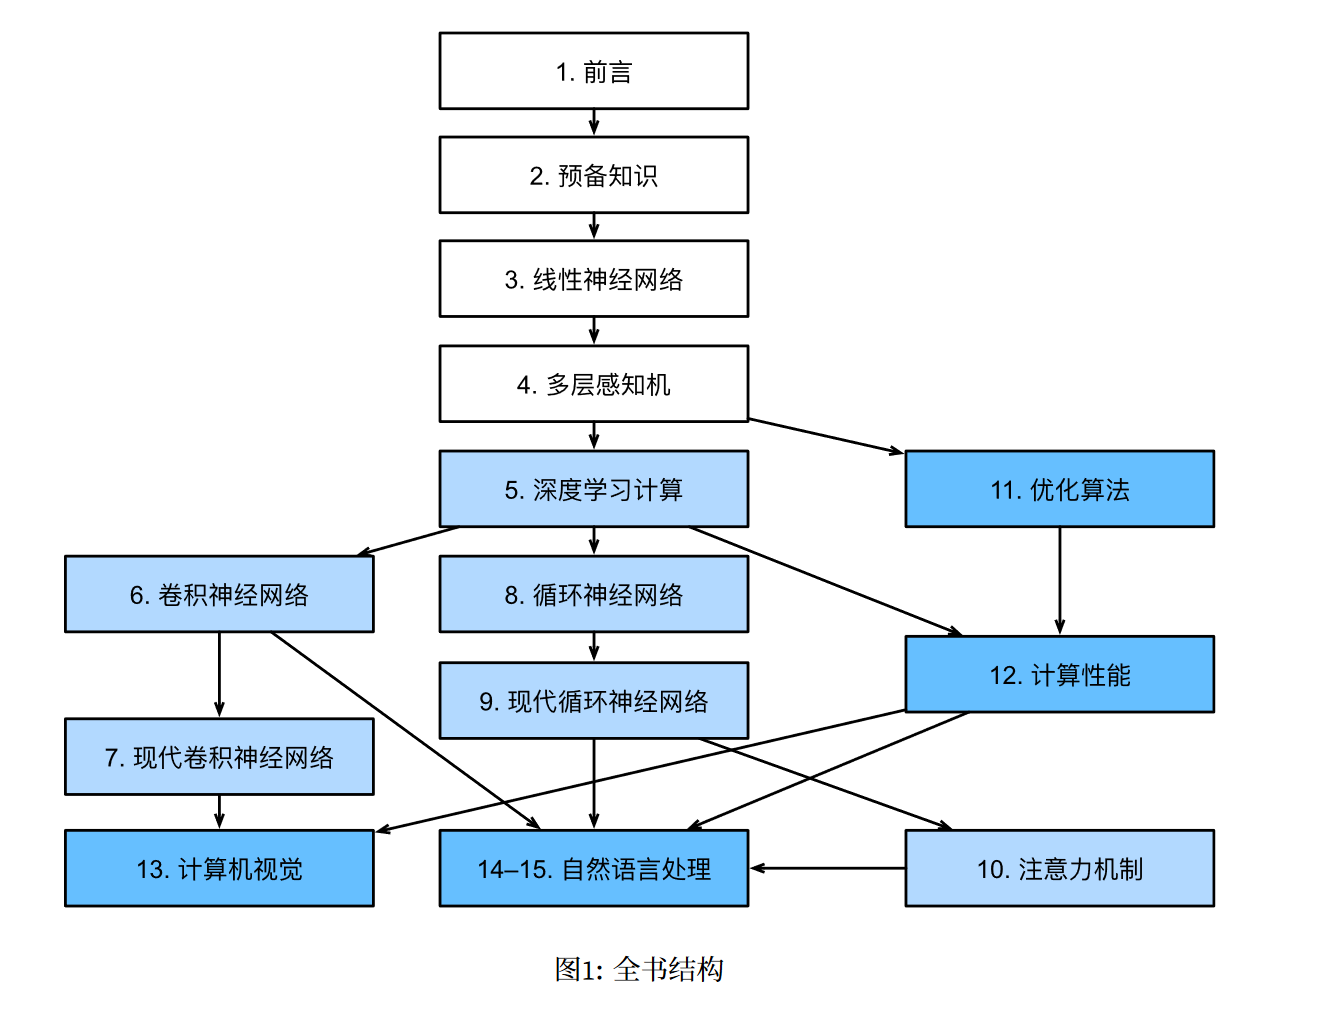 1. 前言
2. 预备知识
3. 线性神经网络
4. 多层感知机
5. 深度学习计算
11. 优化算法
6. 卷积神经网络
8. 循环神经网络
12. 计算性能
9. 现代循环神经网络
7. 现代卷积神经网络
13. 计算机视觉
14–15. 自然语言处理
10. 注意力机制
图1: 全书结构